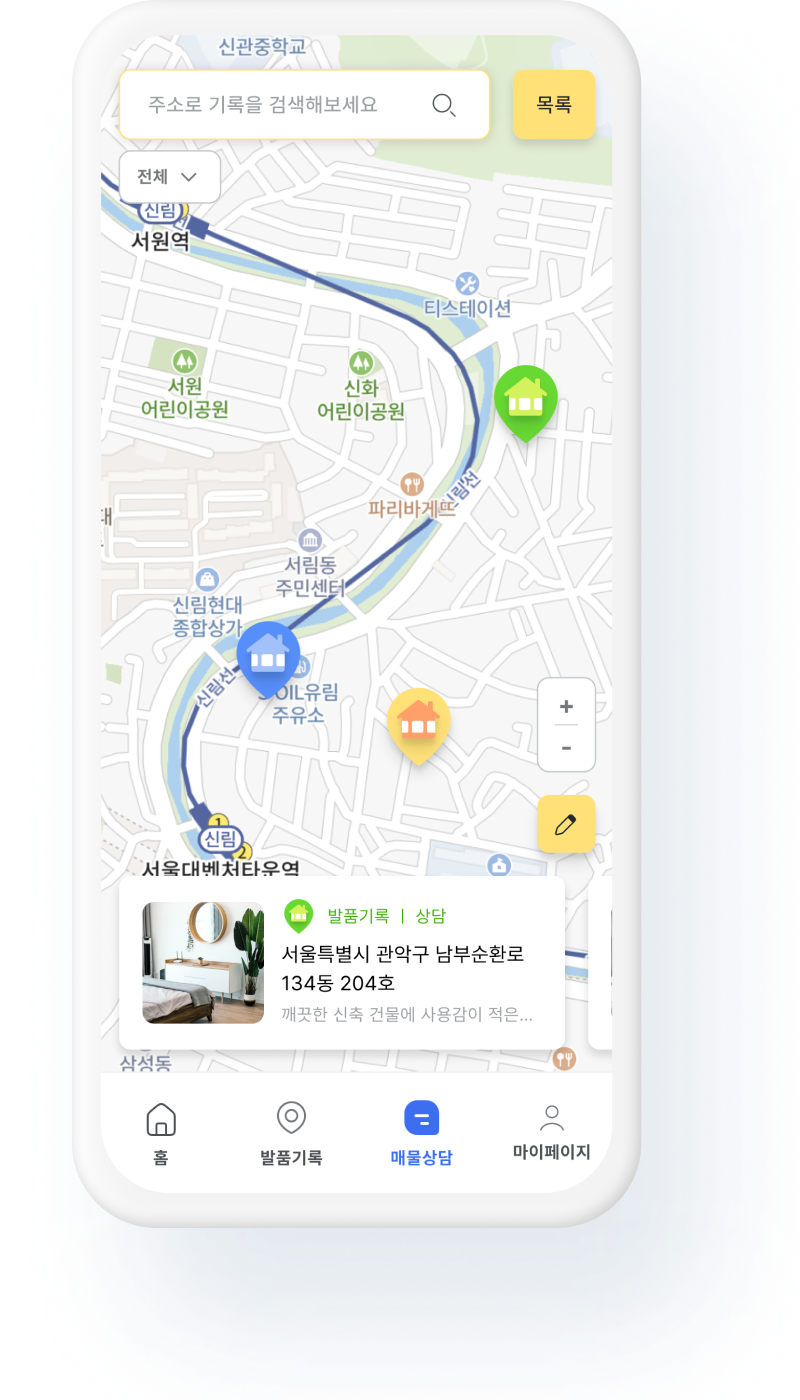 신관중학교
주소로 기록을 검색해보세요
목록
전체
신림
서원역
티스테이션
서원
어린이공원
신화
어린이공원
신림선
파리바게뜨
대
서림동
주민센터
신림현대
종합상가
신림선
S-OIL유림
주유소
+
-
1
신림
2
서울대벤처타운역
발품기록 | 상담
서울특별시 관악구 남부순환로
134동 204호
깨끗한 신축 건물에 사용감이 적은...
삼성동
홈
발품기록
매물상담
마이페이지